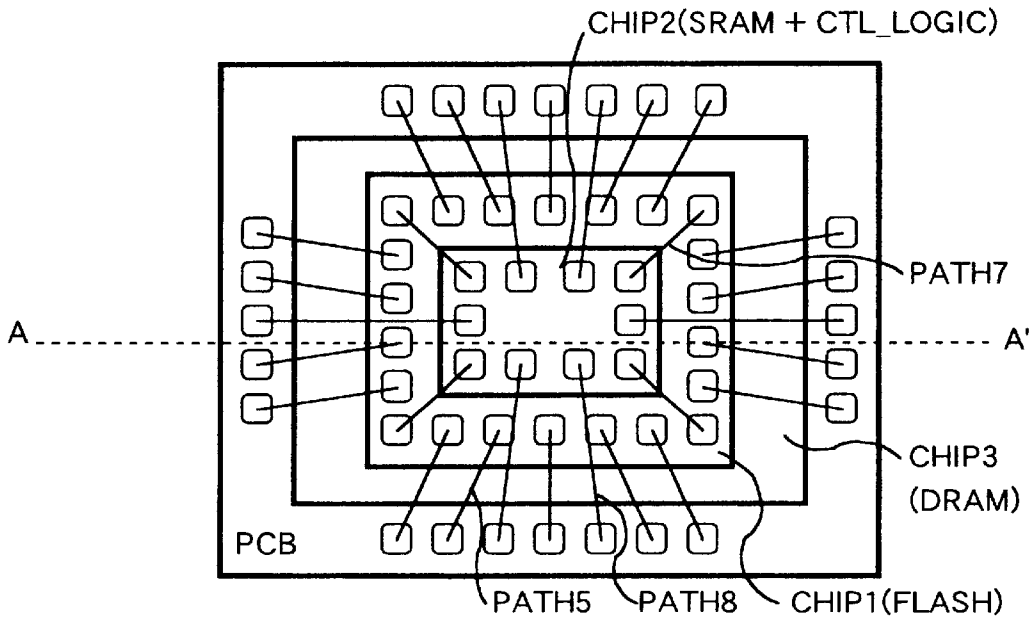 CHIP2(SRAM + CTL_LOGIC)
PATH7
A
A'
CHIP3
(DRAM)
PCB
PATH5
PATH8
CHIP1(FLASH)